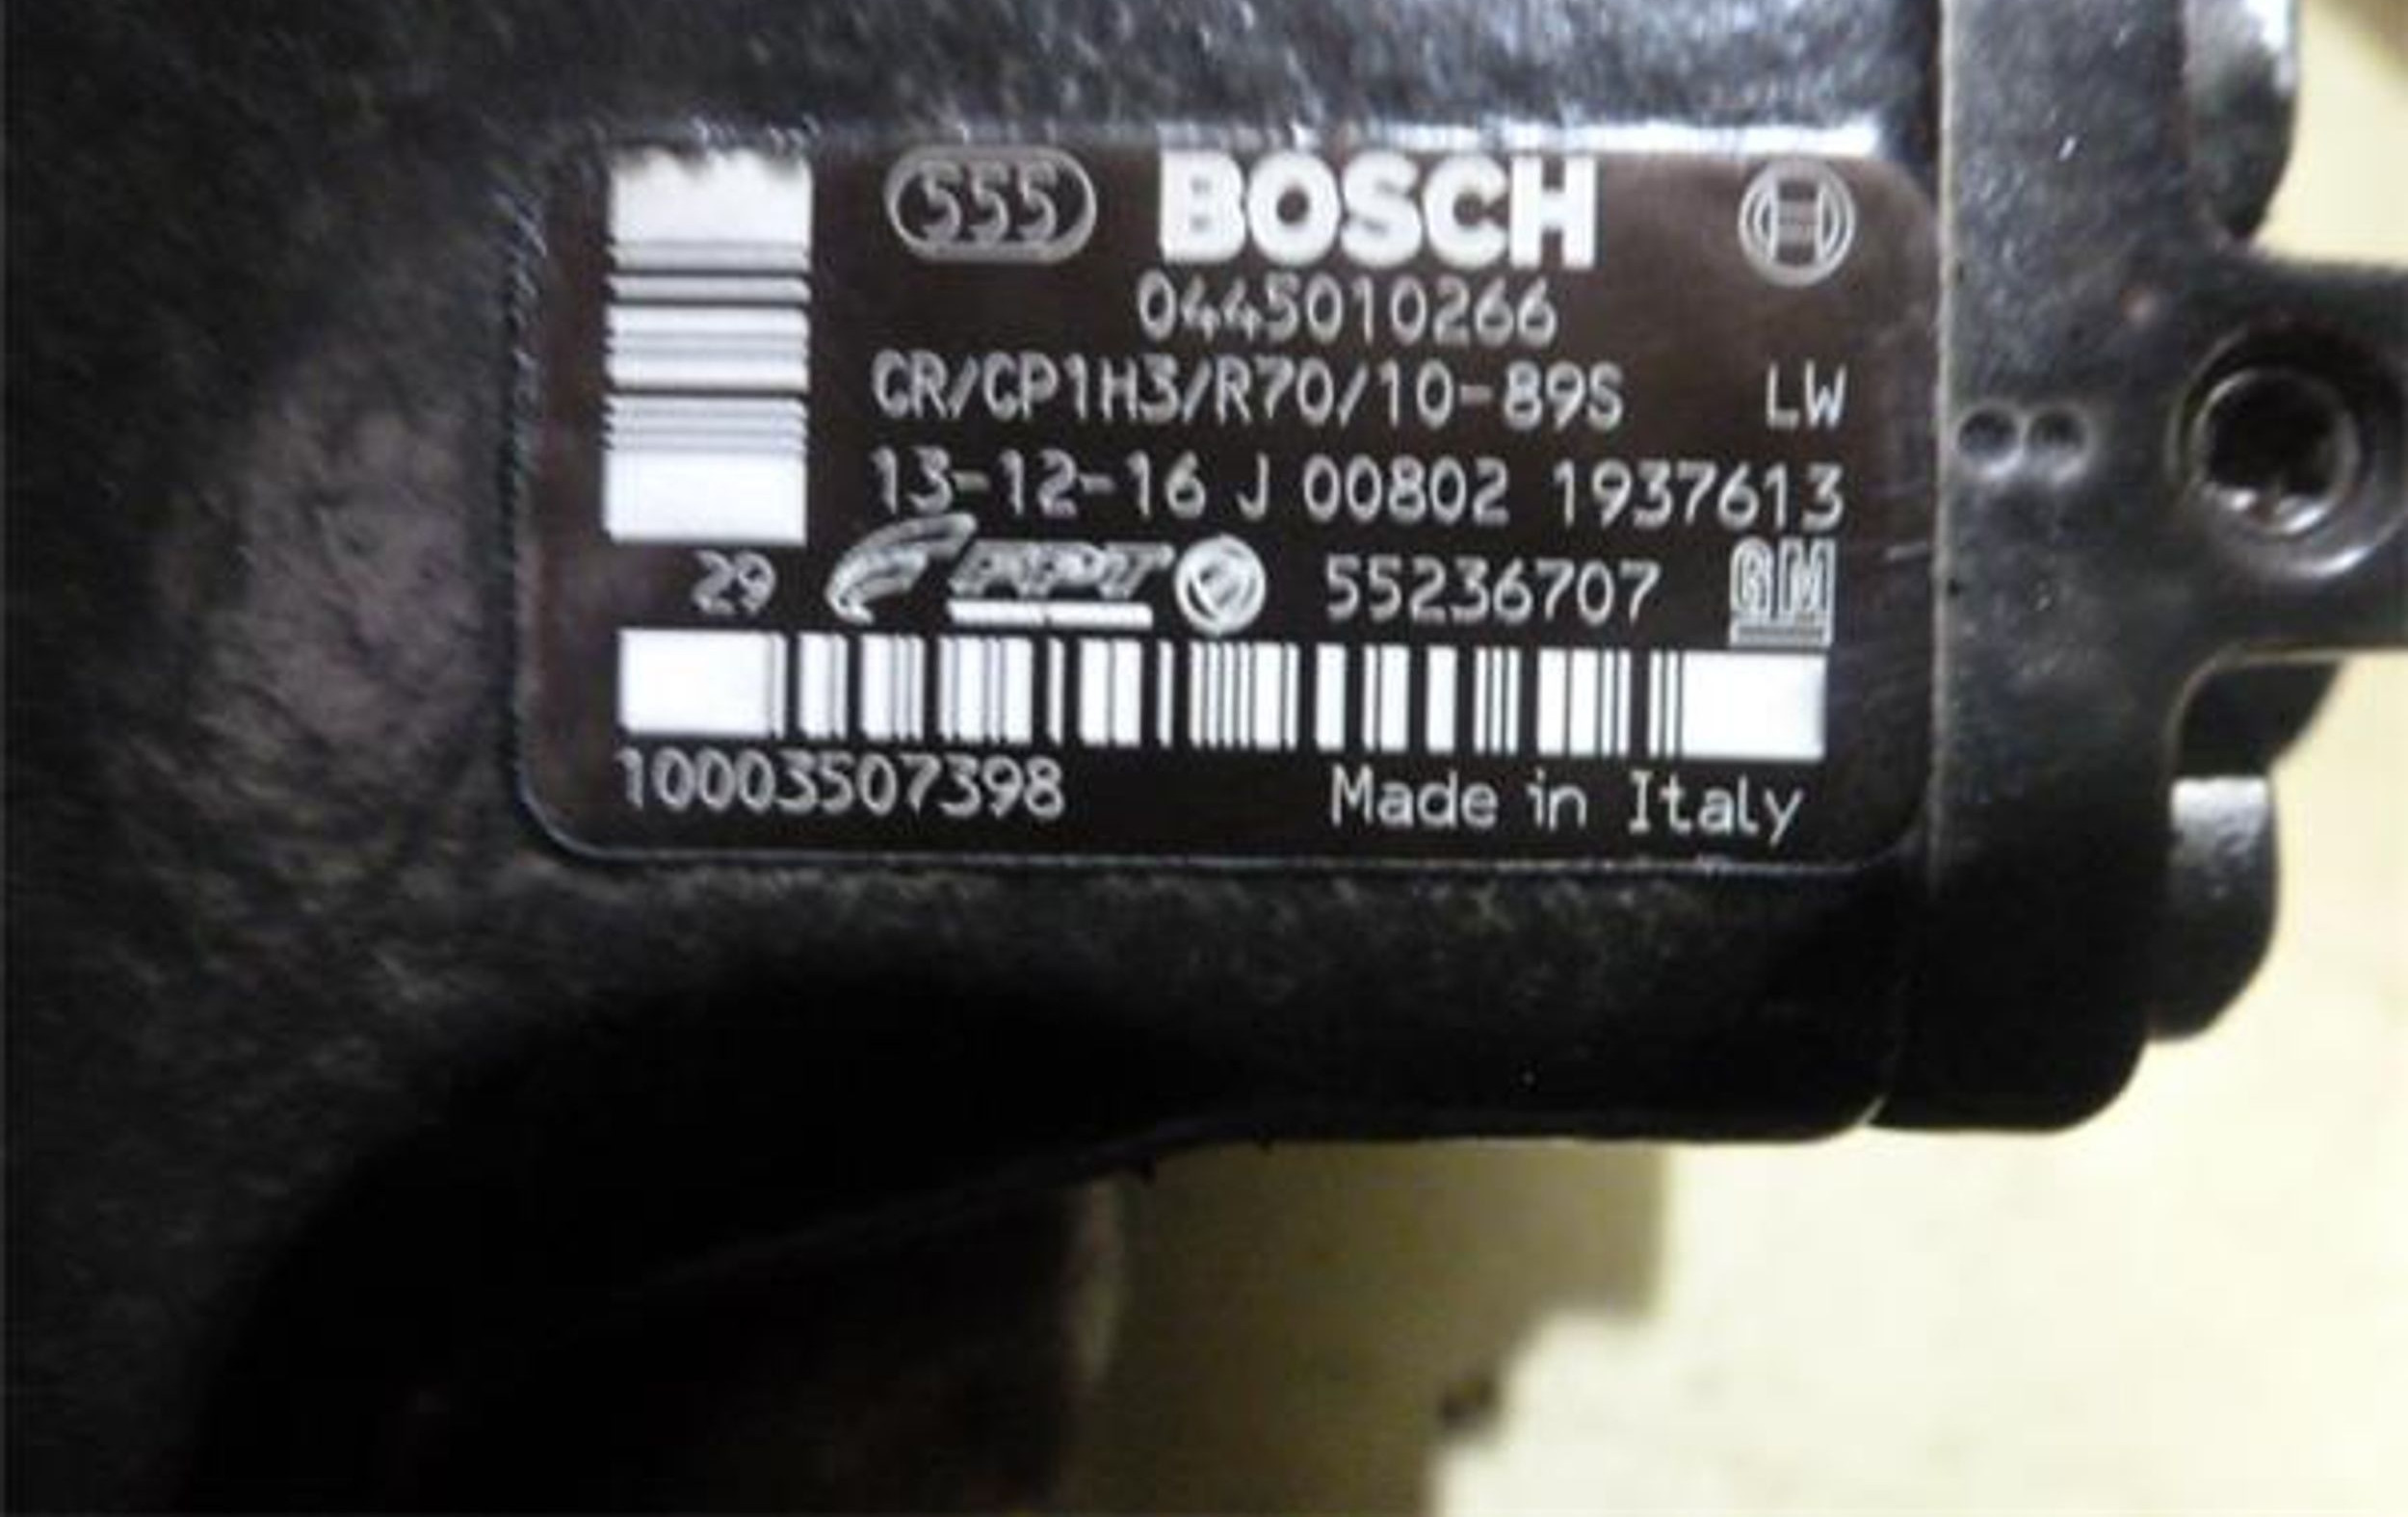 555 BOSCH
0445010266
CR/CP1H3/R70/10-89S LW
13-12-16 J 00802 1937613
29 FPT 55236707 GM
10003507398 Made in Italy